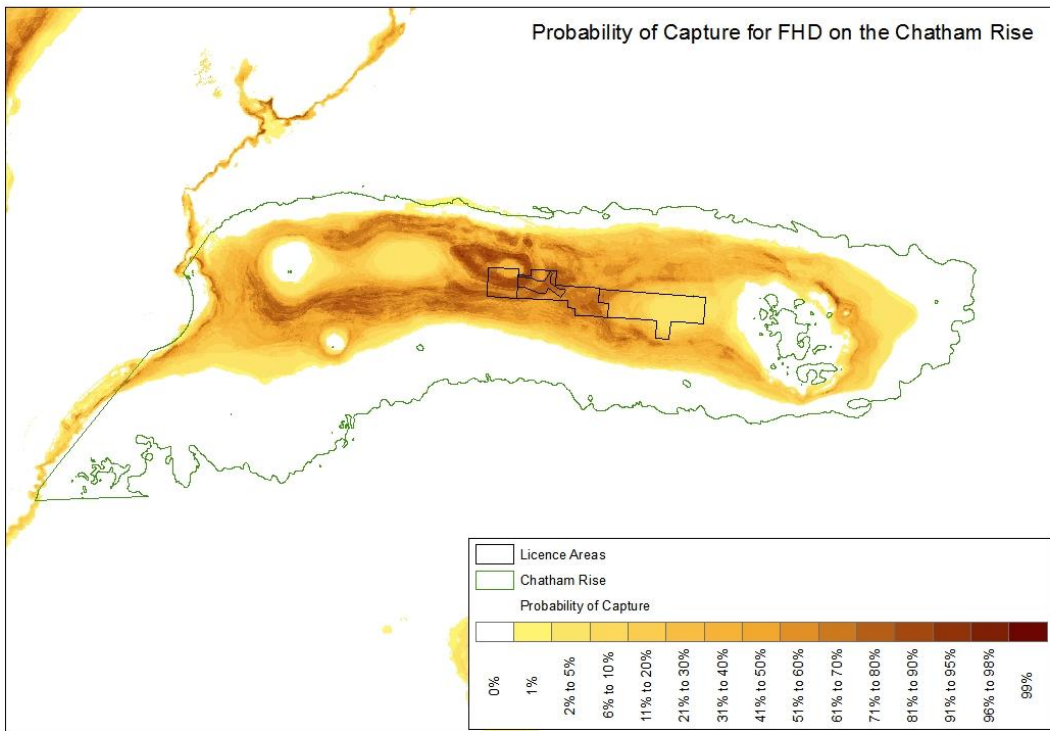 Probability of Capture for FHD on the Chatham Rise
Licence Areas
Chatham Rise
Probability of Capture
0%
1%
2% to 5%
6% to 10%
11% to 20%
21% to 30%
31% to 40%
41% to 50%
51% to 60%
61% to 70%
71% to 80%
81% to 90%
91% to 95%
96% to 98%
99%